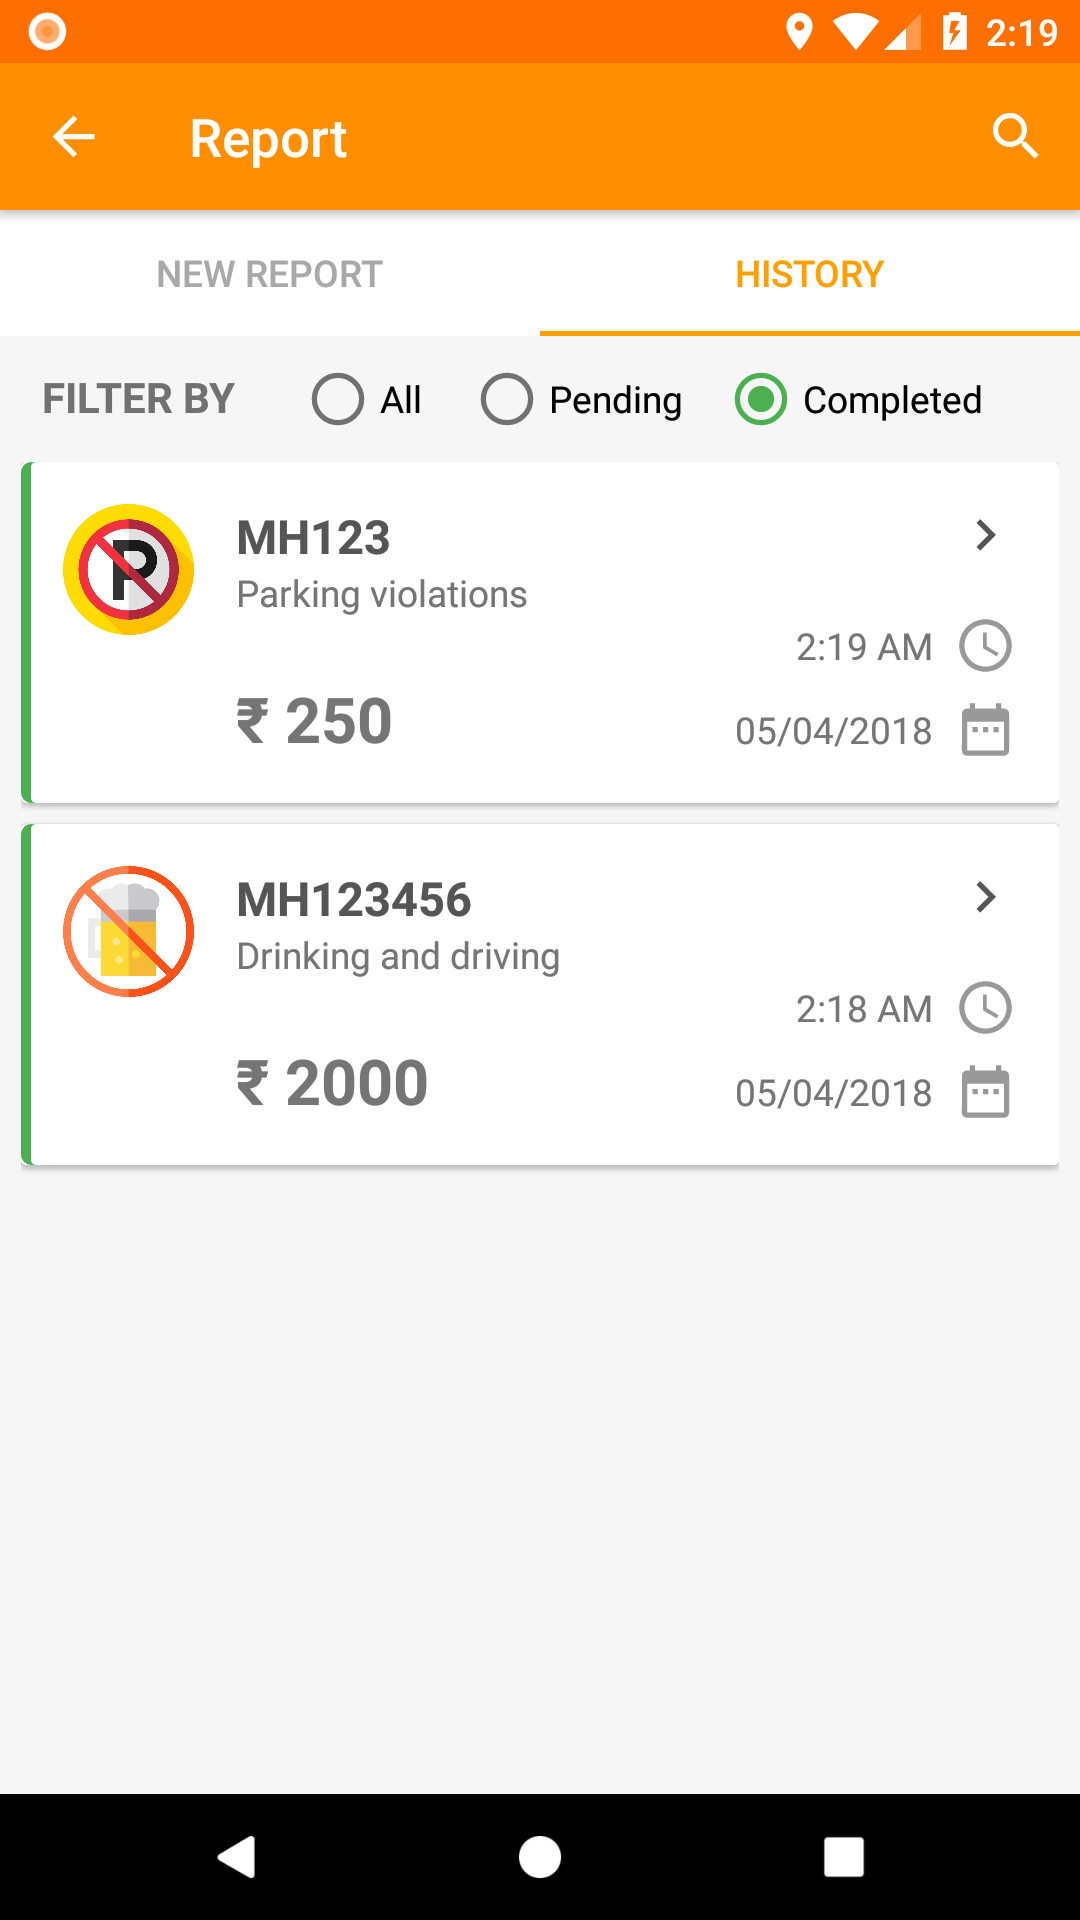 2:19
Report
NEW REPORT
HISTORY
FILTER BY
All
Pending
Completed
MH123
Parking violations
2:19 AM
₹ 250
05/04/2018
MH123456
Drinking and driving
2:18 AM
₹ 2000
05/04/2018